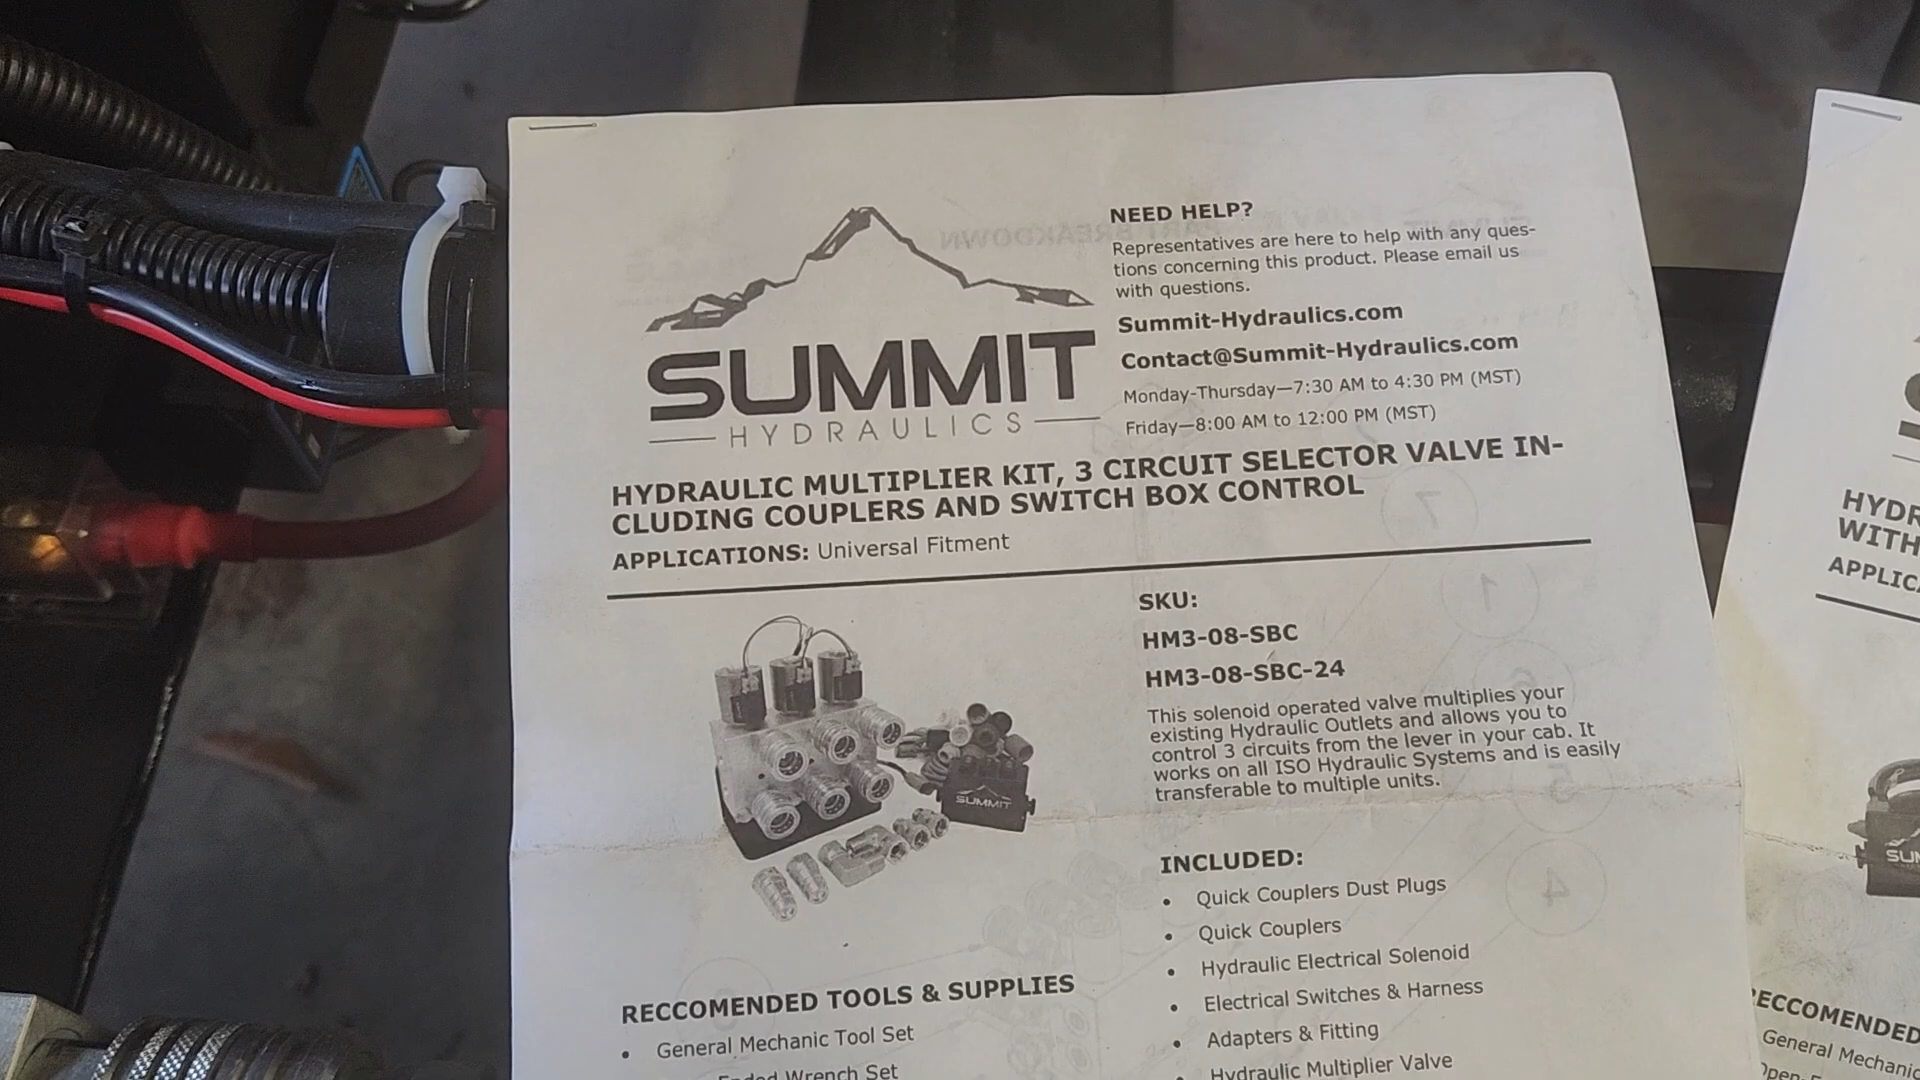 SUMMIT
HYDRAULICS
NEED HELP?
Representatives are here to help with any ques-
tions concerning this product. Please email us
with questions.
Summit-Hydraulics.com
Contact@Summit-Hydraulics.com
Monday-Thursday—7:30 AM to 4:30 PM (MST)
Friday—8:00 AM to 12:00 PM (MST)
HYDRAULIC MULTIPLIER KIT, 3 CIRCUIT SELECTOR VALVE IN-
CLUDING COUPLERS AND SWITCH BOX CONTROL
APPLICATIONS: Universal Fitment
SKU:
HM3-08-SBC
HM3-08-SBC-24
This solenoid operated valve multiplies your
existing Hydraulic Outlets and allows you to
control 3 circuits from the lever in your cab. It
works on all ISO Hydraulic Systems and is easily
transferable to multiple units.
SUMMIT
INCLUDED:
• Quick Couplers Dust Plugs
• Quick Couplers
• Hydraulic Electrical Solenoid
• Electrical Switches & Harness
• Adapters & Fitting
• Hydraulic Multiplier Valve
RECCOMENDED TOOLS & SUPPLIES
• General Mechanic Tool Set
Wrench Set
HYDR
WITH
APPLIC
SUM
RECCOMENDED
General Mechanic